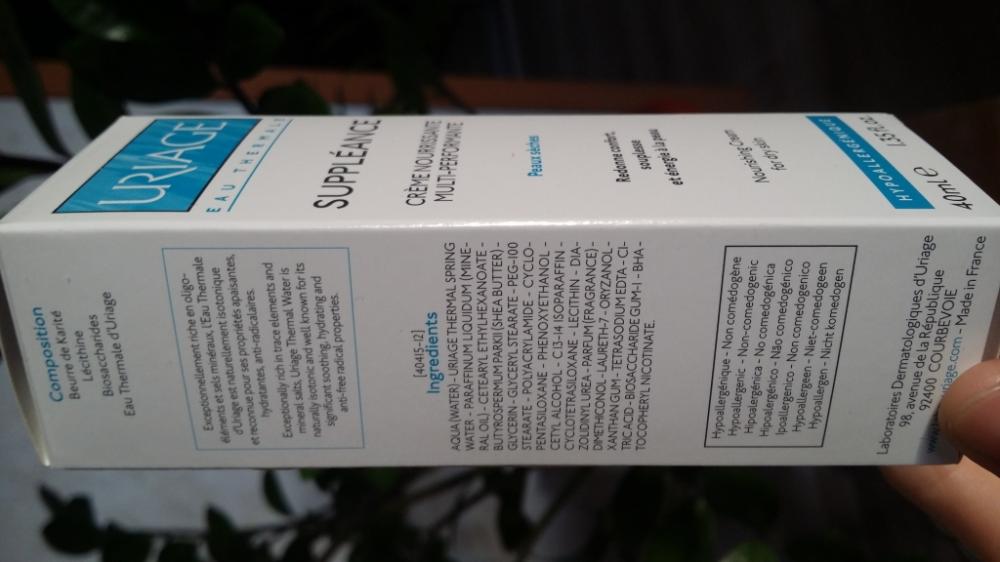 URIAGE
EAU THERMALE
SUPPLÉANCE
CRÈME NOURRISSANTE
MULTI-PERFORMANTE
Peaux sèches
Redonne confort,
souplesse
et énergie à la peau
Nourishing Cream
for dry skin
HYPOALLERGENIQUE
40ml e 1.35 fl.oz
Composition
Beurre de Karité
Lécithine
Biosaccharides
Eau Thermale d'Uriage
Exceptionnellement riche en oligo-
éléments et sels minéraux, L'Eau Thermale
d'Uriage est naturellement isotonique
et reconnue pour ses propriétés apaisantes,
hydratantes, anti-radicalaires.
Exceptionally rich in trace elements and
mineral salts, Uriage Thermal Water is
naturally isotonic and well known for its
significant soothing, hydrating and
anti-free radical properties.
[40415-12]
Ingredients
AQUA (WATER) - URIAGE THERMAL SPRING
WATER - PARAFFINUM LIQUIDUM (MINE-
RAL OIL) - CETEARYL ETHYLHEXANOATE -
BUTYROSPERMUM PARKII (SHEA BUTTER) -
GLYCERIN - GLYCERYL STEARATE - PEG-100
STEARATE - POLYACRYLAMIDE - CYCLO-
PENTASILOXANE - PHENOXYETHANOL -
CETYL ALCOHOL - C13-14 ISOPARAFFIN -
CYCLOTETRASILOXANE - LECITHIN - DIA-
ZOLIDINYL UREA - PARFUM (FRAGRANCE) -
DIMETHICONOL - LAURETH-7 - ORYZANOL -
XANTHAN GUM - TETRASODIUM EDTA - CI-
TRIC ACID - BIOSACCHARIDE GUM-1 - BHA -
TOCOPHERYL NICOTINATE.
Hypoallergénique - Non comédogène
Hypoallergenic - Non-comedogenic
Hipoalergénica - No comedogénica
Hipoalergénico - Não comedogénico
Ipoallergenico - Non comedogenico
Hypoallergeen - Niet-comedogeen
Hypoallergen - Nicht komedogen
Laboratoires Dermatologiques d'Uriage
98, avenue de la République
92400 COURBEVOIE
uriage.com - Made in France